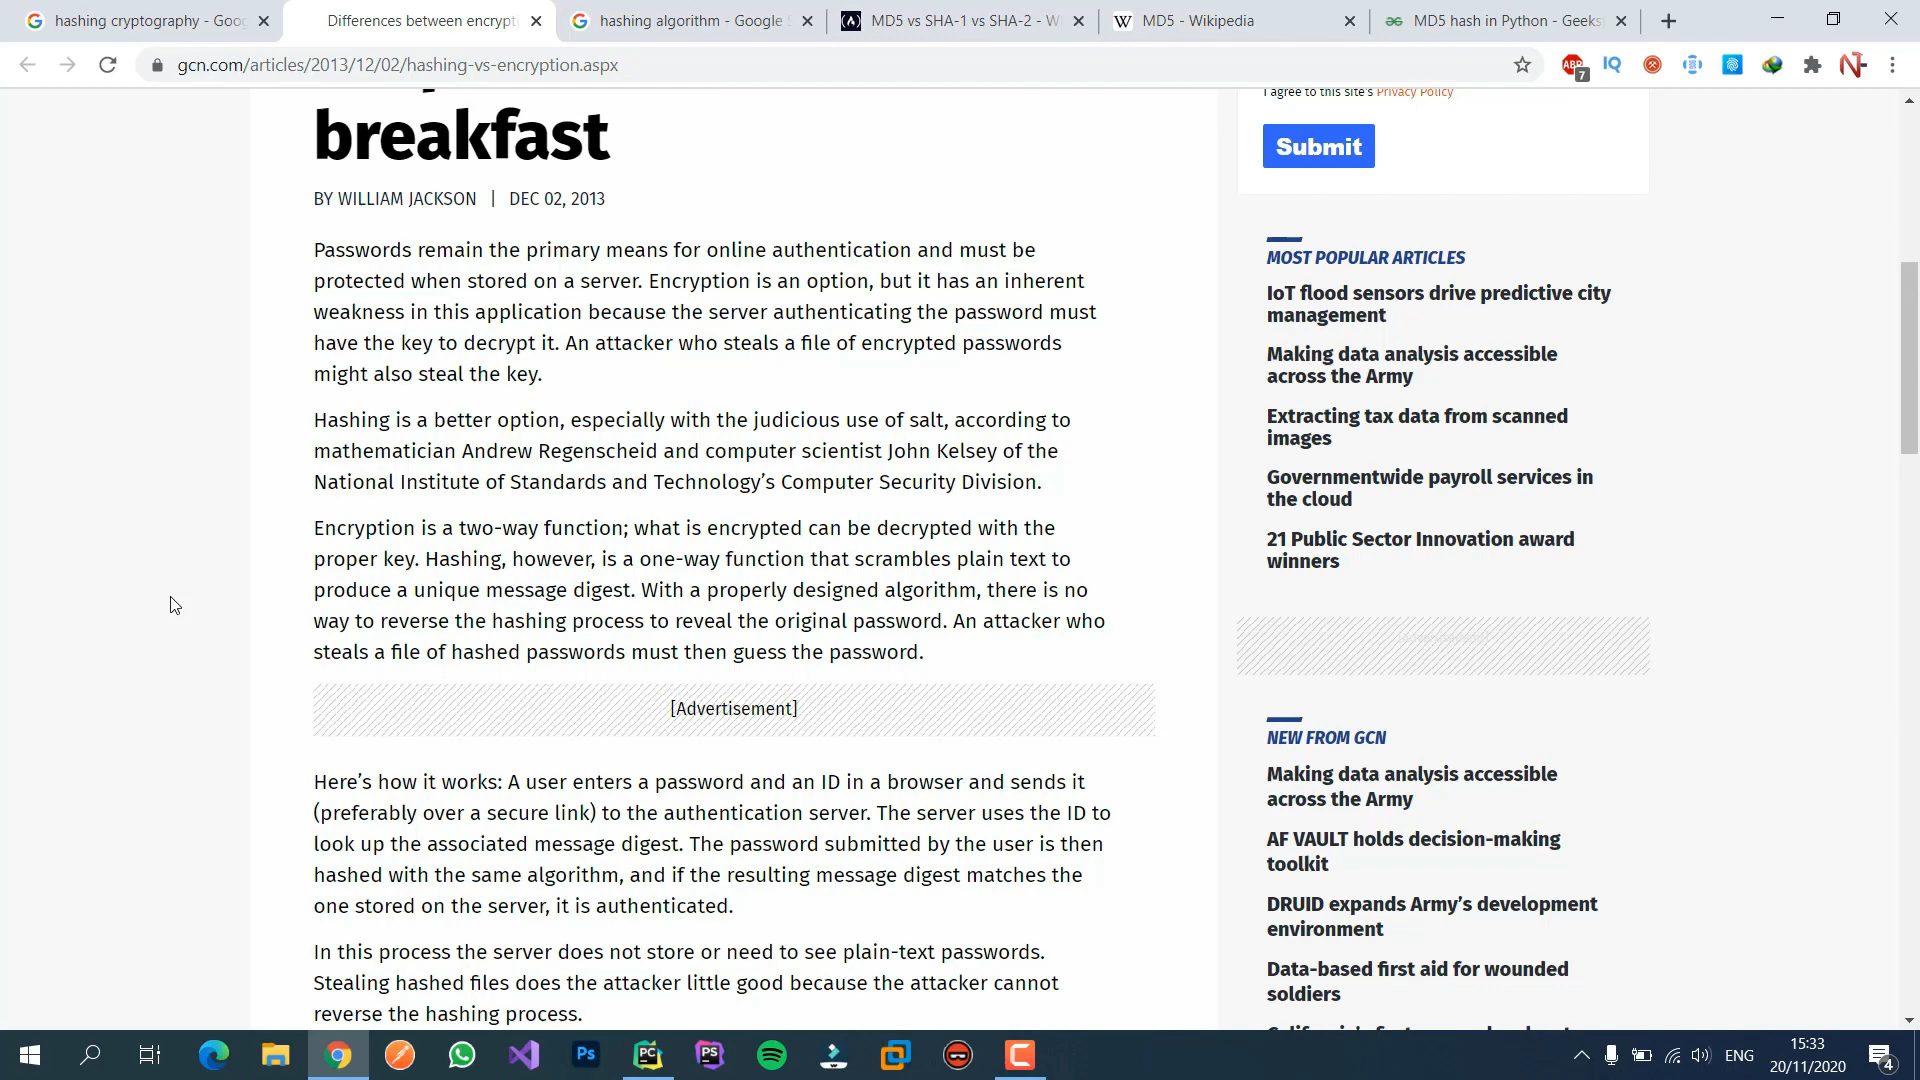 hashing cryptography - Goog
Differences between encrypti
hashing algorithm - Google S
MD5 vs SHA-1 vs SHA-2 - W
MD5 - Wikipedia
MD5 hash in Python - Geeks
gcn.com/articles/2013/12/02/hashing-vs-encryption.aspx
ABP
7
IQ
breakfast
BY WILLIAM JACKSON | DEC 02, 2013
Passwords remain the primary means for online authentication and must be
protected when stored on a server. Encryption is an option, but it has an inherent
weakness in this application because the server authenticating the password must
have the key to decrypt it. An attacker who steals a file of encrypted passwords
might also steal the key.
Hashing is a better option, especially with the judicious use of salt, according to
mathematician Andrew Regenscheid and computer scientist John Kelsey of the
National Institute of Standards and Technology’s Computer Security Division.
Encryption is a two-way function; what is encrypted can be decrypted with the
proper key. Hashing, however, is a one-way function that scrambles plain text to
produce a unique message digest. With a properly designed algorithm, there is no
way to reverse the hashing process to reveal the original password. An attacker who
steals a file of hashed passwords must then guess the password.
[Advertisement]
Here’s how it works: A user enters a password and an ID in a browser and sends it
(preferably over a secure link) to the authentication server. The server uses the ID to
look up the associated message digest. The password submitted by the user is then
hashed with the same algorithm, and if the resulting message digest matches the
one stored on the server, it is authenticated.
In this process the server does not store or need to see plain-text passwords.
Stealing hashed files does the attacker little good because the attacker cannot
reverse the hashing process.
I agree to this site's Privacy Policy
Submit
MOST POPULAR ARTICLES
IoT flood sensors drive predictive city
management
Making data analysis accessible
across the Army
Extracting tax data from scanned
images
Governmentwide payroll services in
the cloud
21 Public Sector Innovation award
winners
NEW FROM GCN
Making data analysis accessible
across the Army
AF VAULT holds decision-making
toolkit
DRUID expands Army’s development
environment
Data-based first aid for wounded
soldiers
Ps
PC
PS
ENG
15:33
20/11/2020
4